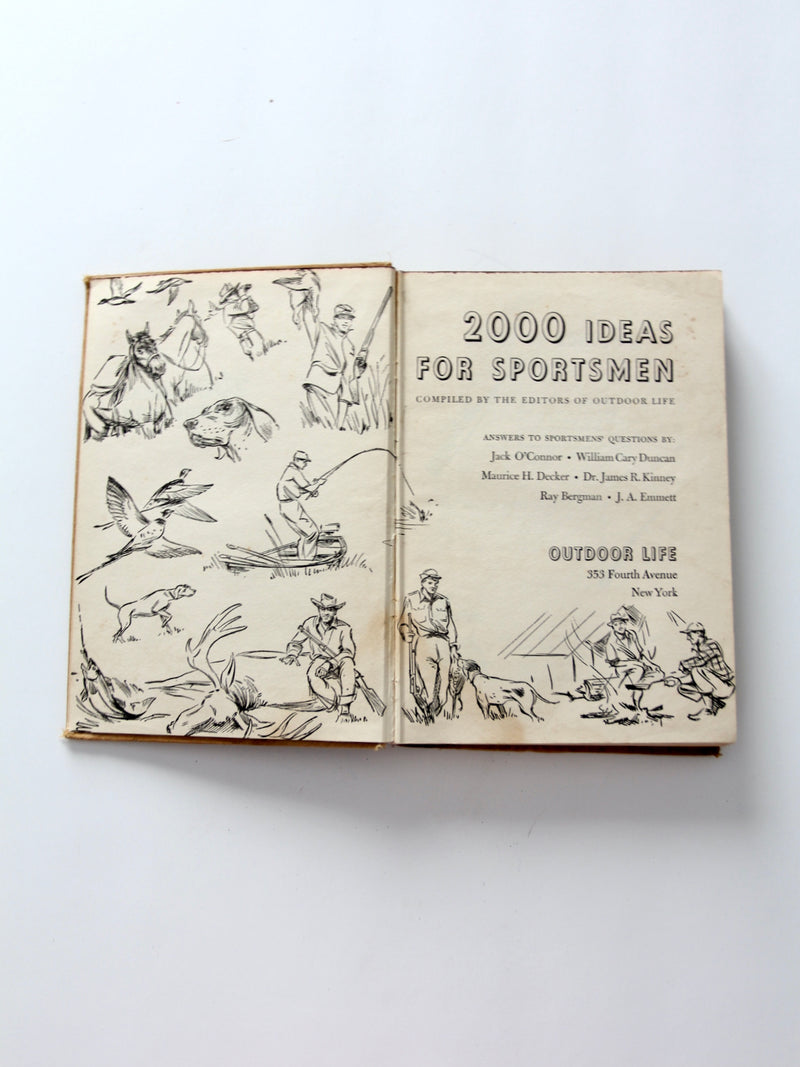 2000 IDEAS
FOR SPORTSMEN
COMPILED BY THE EDITORS OF OUTDOOR LIFE
ANSWERS TO SPORTSMEN'S QUESTIONS BY:
Jack O'Connor • William Cary Duncan
Maurice H. Decker • Dr. James R. Kinney
Ray Bergman • J. A. Emmett
OUTDOOR LIFE
353 Fourth Avenue
New York